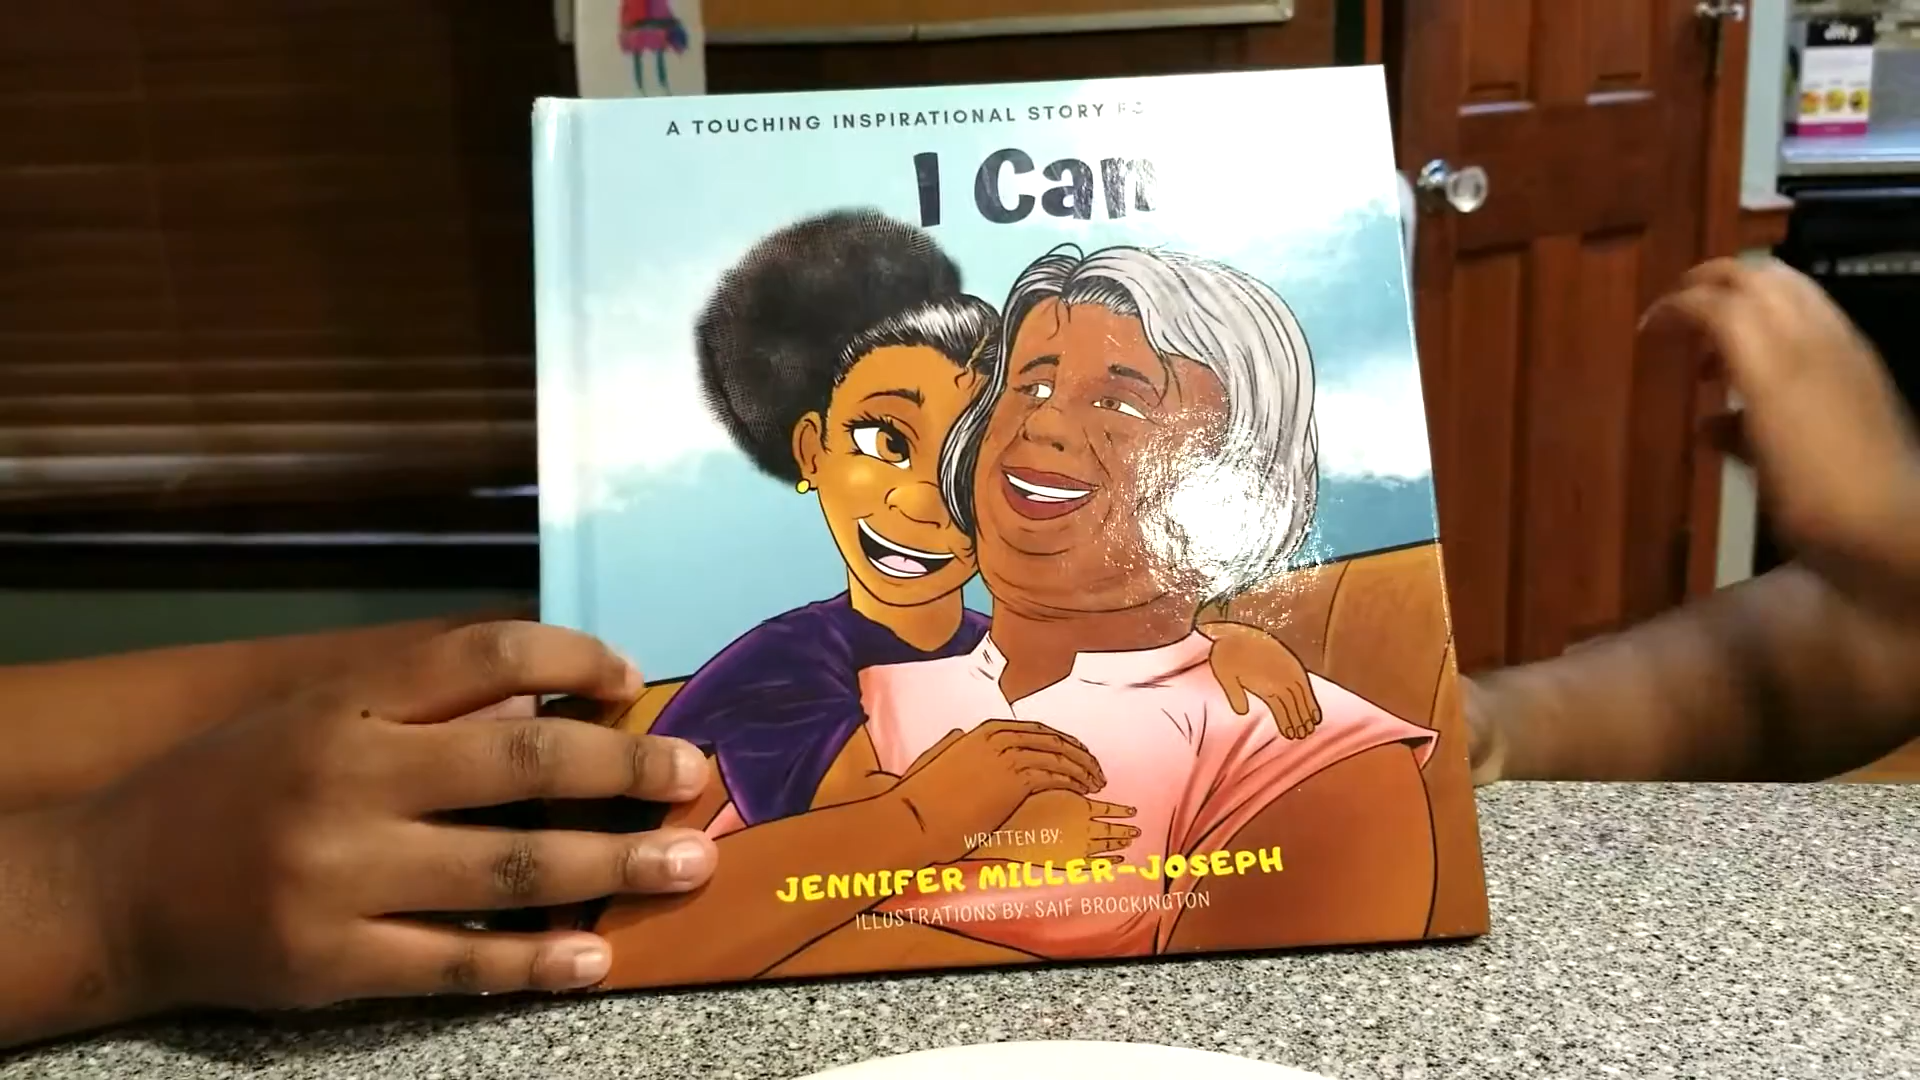 A TOUCHING INSPIRATIONAL STORY
I Can
WRITTEN BY:
JENNIFER MILLER-JOSEPH
ILLUSTRATIONS BY: SAIF BROCKINGTON